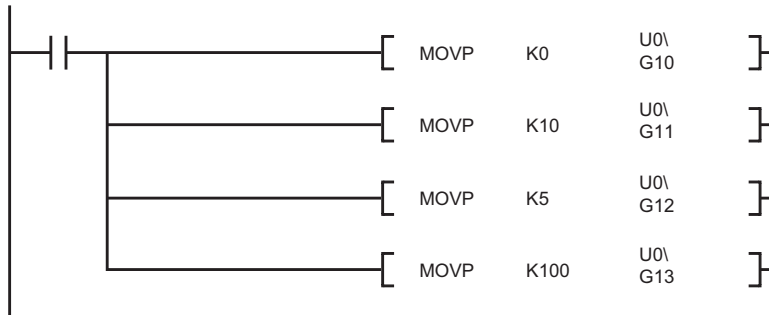 MOVP K0 U0\
G10
MOVP K10 U0\
G11
MOVP K5 U0\
G12
MOVP K100 U0\
G13